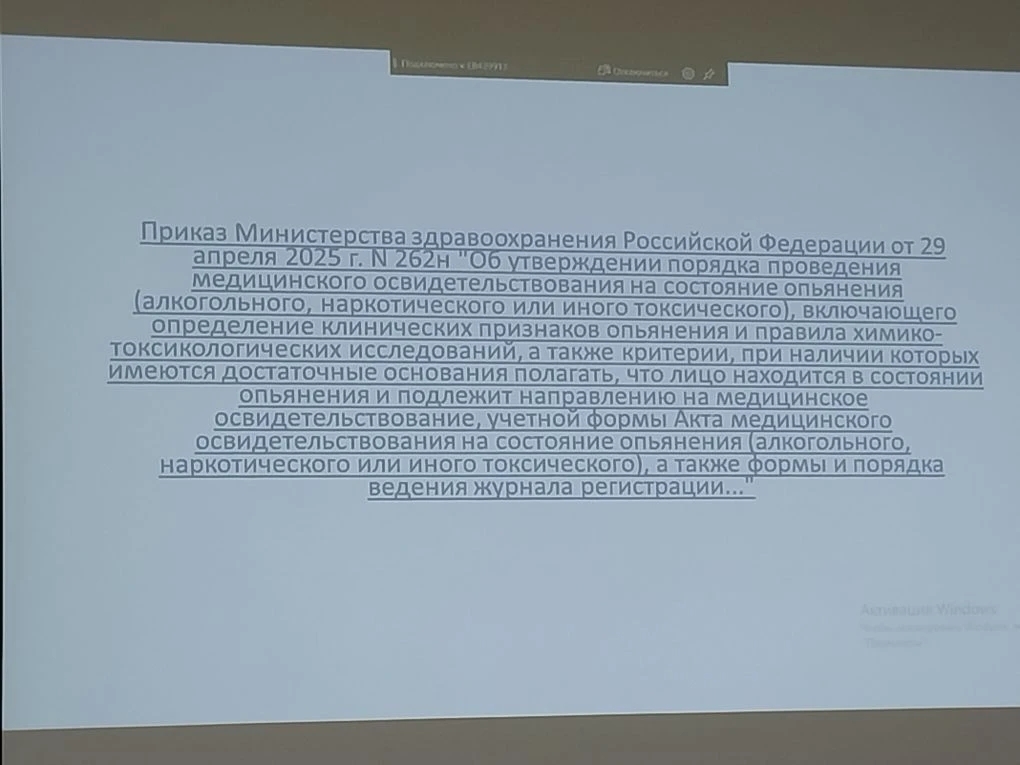 Подключено к
Отключиться
Приказ Министерства здравоохранения Российской Федерации от 29
апреля 2025 г. N 262н "Об утверждении порядка проведения
медицинского освидетельствования на состояние опьянения
(алкогольного, наркотического или иного токсического), включающего
определение клинических признаков опьянения и правила химико-
токсикологических исследований, а также критерии, при наличии которых
имеются достаточные основания полагать, что лицо находится в состоянии
опьянения и подлежит направлению на медицинское
освидетельствование, учетной формы Акта медицинского
освидетельствования на состояние опьянения (алкогольного,
наркотического или иного токсического), а также формы и порядка
ведения журнала регистрации..."
Активация Windows